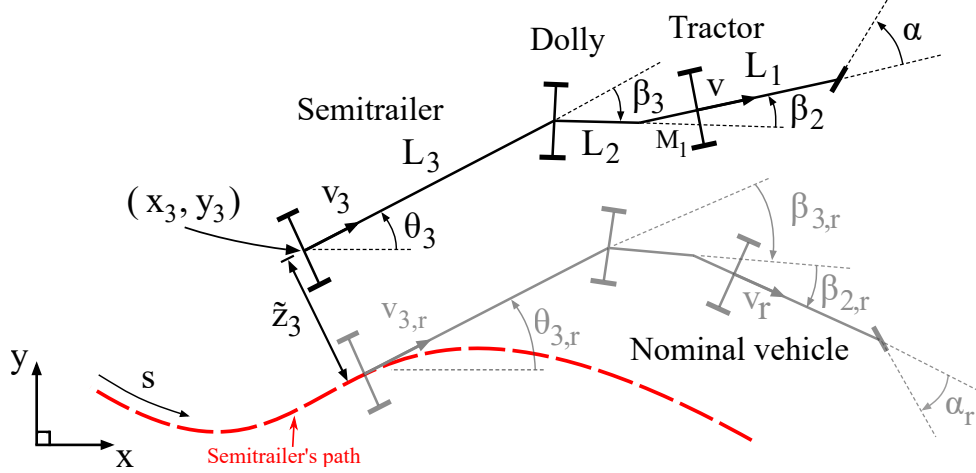 Tractor
Dolly
Semitrailer
α
L₁
v
β₂
β₃
M₁
L₂
L₃
v₃
θ₃
( x₃, y₃)
z̃₃
β₃,ᵣ
β₂,ᵣ
vᵣ
v₃,ᵣ
θ₃,ᵣ
Nominal vehicle
αᵣ
y
x
s
Semitrailer's path